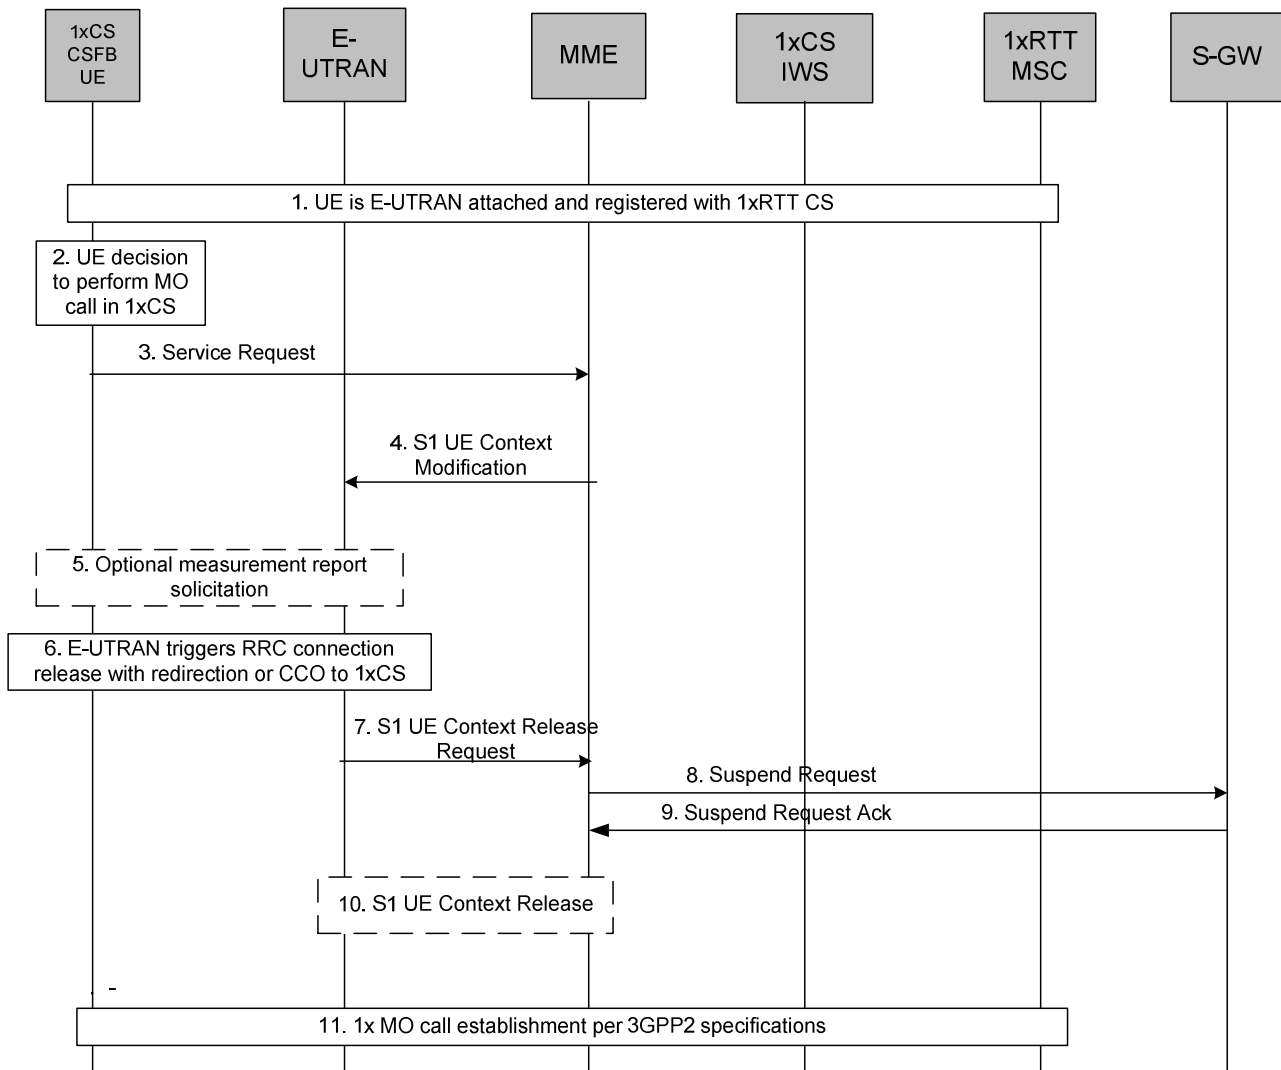 1xCS
CSFB
UE
E-
UTRAN
MME
1xCS
IWS
1xRTT
MSC
S-GW
1. UE is E-UTRAN attached and registered with 1xRTT CS
2. UE decision
to perform MO
call in 1xCS
3. Service Request
4. S1 UE Context
Modification
5. Optional measurement report
solicitation
6. E-UTRAN triggers RRC connection
release with redirection or CCO to 1xCS
7. S1 UE Context Release
Request
8. Suspend Request
9. Suspend Request Ack
10. S1 UE Context Release
. -
11. 1x MO call establishment per 3GPP2 specifications